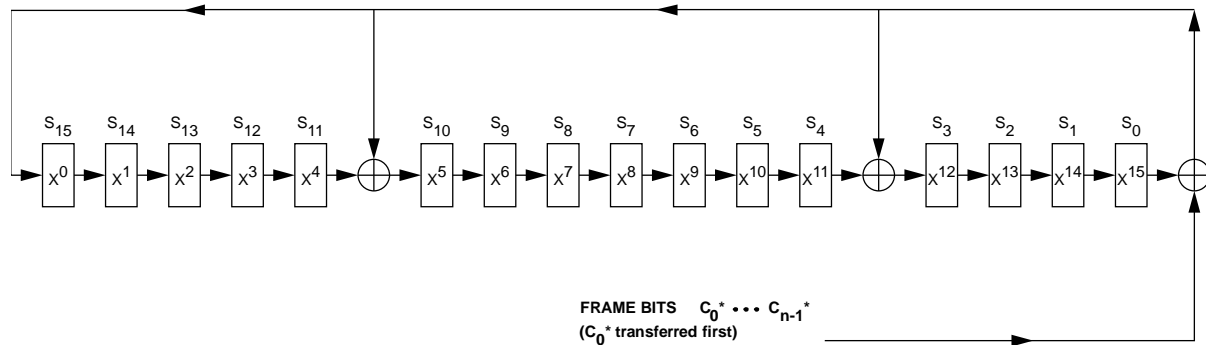 S15 S14 S13 S12 S11 S10 S9 S8 S7 S6 S5 S4 S3 S2 S1 S0
X0 X1 X2 X3 X4 X5 X6 X7 X8 X9 X10 X11 X12 X13 X14 X15
FRAME BITS C0* ••• Cn-1*
(C0* transferred first)